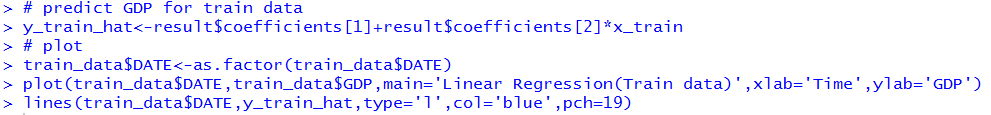 > # predict GDP for train data
> y_train_hat<-result$coefficients[1]+result$coefficients[2]*x_train
> # plot
> train_data$DATE<-as.factor(train_data$DATE)
> plot(train_data$DATE,train_data$GDP,main='Linear Regression(Train data)',xlab='Time',ylab='GDP')
> lines(train_data$DATE,y_train_hat,type='l',col='blue',pch=19)
>